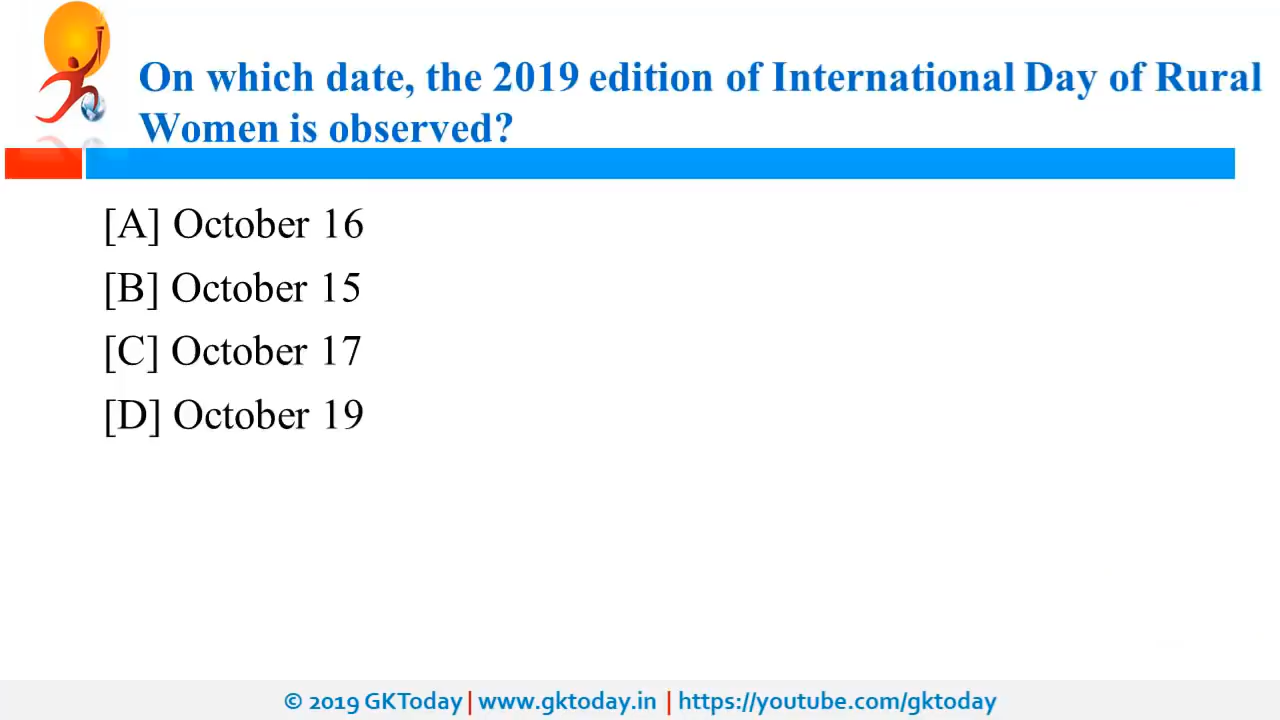 On which date, the 2019 edition of International Day of Rural
Women is observed?
[A] October 16
[B] October 15
[C] October 17
[D] October 19
© 2019 GKToday | www.gktoday.in | https://youtube.com/gktoday